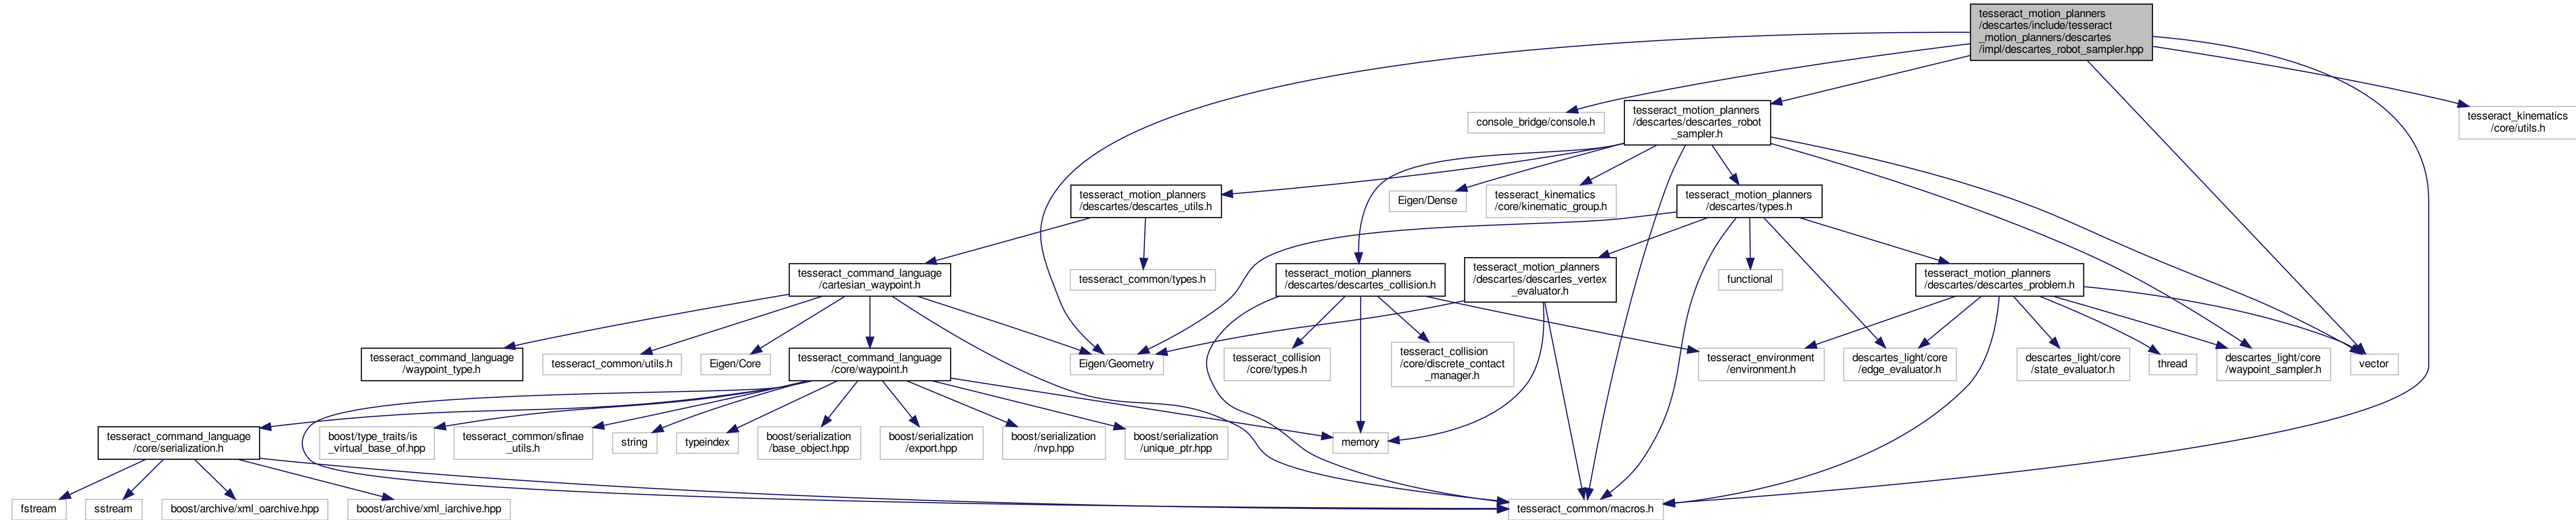 tesseract_motion_planners
/descartes/include/tesseract
_motion_planners/descartes
/impl/descartes_robot_sampler.hpp
console_bridge/console.h
tesseract_motion_planners
/descartes/descartes_robot
_sampler.h
tesseract_kinematics
/core/utils.h
tesseract_motion_planners
/descartes/descartes_utils.h
Eigen/Dense
tesseract_kinematics
/core/kinematic_group.h
tesseract_motion_planners
/descartes/types.h
tesseract_command_language
/cartesian_waypoint.h
tesseract_common/types.h
tesseract_motion_planners
/descartes/descartes_collision.h
tesseract_motion_planners
/descartes/descartes_vertex
_evaluator.h
functional
tesseract_motion_planners
/descartes/descartes_problem.h
tesseract_command_language
/waypoint_type.h
tesseract_common/utils.h
Eigen/Core
tesseract_command_language
/core/waypoint.h
Eigen/Geometry
tesseract_collision
/core/types.h
tesseract_collision
/core/discrete_contact
_manager.h
tesseract_environment
/environment.h
descartes_light/core
/edge_evaluator.h
descartes_light/core
/state_evaluator.h
thread
descartes_light/core
/waypoint_sampler.h
vector
tesseract_command_language
/core/serialization.h
boost/type_traits/is
_virtual_base_of.hpp
tesseract_common/sfinae
_utils.h
string
typeindex
boost/serialization
/base_object.hpp
boost/serialization
/export.hpp
boost/serialization
/nvp.hpp
boost/serialization
/unique_ptr.hpp
memory
fstream
sstream
boost/archive/xml_oarchive.hpp
boost/archive/xml_iarchive.hpp
tesseract_common/macros.h